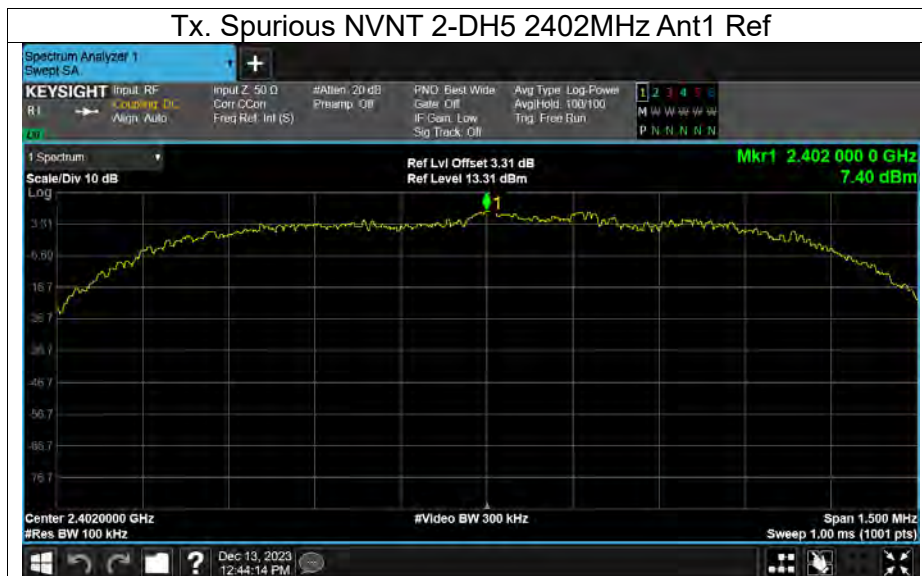 Tx. Spurious NVNT 2-DH5 2402MHz Ant1 Ref
Spectrum Analyzer 1
Swept SA
+
KEYSIGHT Input: RF Input Z: 50 Ω #Atten: 20 dB PNO: Best Wide Avg Type: Log-Power 1 2 3 4 5 6
Coupling: DC Corr CCorr Preamp: Off Gate: Off Avg|Hold: 100/100 M W W W W W
Align: Auto Freq Ref: Int (S) IF Gain: Low Trig: Free Run
Sig Track: Off P N N N N N
1 Spectrum Ref Lvl Offset 3.31 dB Mkr1 2.402 000 0 GHz
Scale/Div 10 dB Ref Level 13.31 dBm 7.40 dBm
Log
1
3.31
-6.69
-16.7
-26.7
-36.7
-46.7
-56.7
-66.7
-76.7
Center 2.4020000 GHz #Video BW 300 kHz Span 1.500 MHz
#Res BW 100 kHz Sweep 1.00 ms (1001 pts)
? Dec 13, 2023
12:44:14 PM